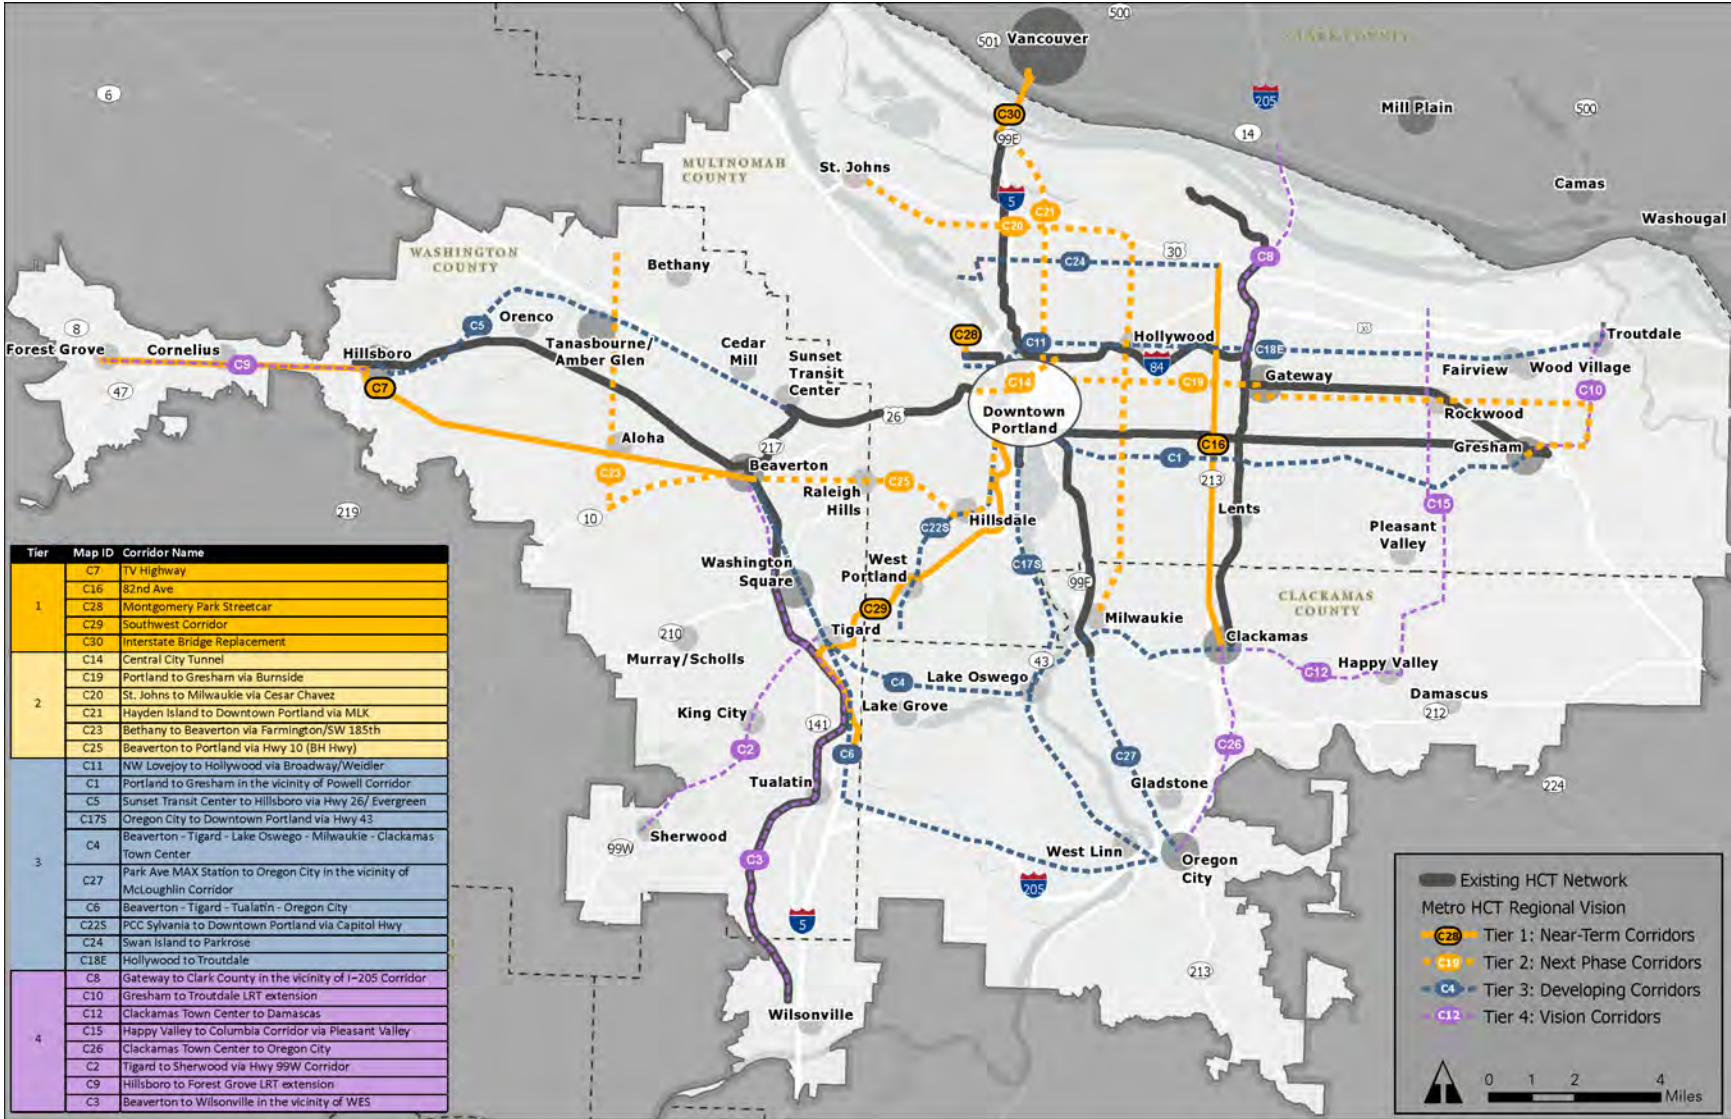 500
501
Vancouver
CLARK COUNTY
205
6
C30
Mill Plain
500
14
99E
MULTNOMAH
COUNTY
St. Johns
Camas
5
C21
C20
Washougal
WASHINGTON
COUNTY
30
Bethany
C24
C8
8
C5
Orenco
Tanasbourne/
Amber Glen
Cedar
Mill
Sunset
Transit
Center
C28
C11
Hollywood
C18E
84
Troutdale
Forest Grove
Cornelius
C9
Hillsboro
C7
47
C14
C19
Gateway
Fairview
Wood Village
C10
26
Downtown
Portland
Rockwood
Gresham
Aloha
217
Beaverton
C16
C1
C23
Raleigh
Hills
C25
213
219
10
C22S
Hillsdale
Lents
C15
Pleasant
Valley
Washington
Square
West
Portland
C17S
99E
CLACKAMAS
COUNTY
C29
Tigard
Milwaukie
Clackamas
210
Murray/Scholls
43
Lake Oswego
C4
Lake Grove
C12
Happy Valley
Damascus
212
King City
141
C2
C6
C27
C26
Tualatin
Gladstone
224
Sherwood
99W
C3
West Linn
Oregon
City
205
5
213
Wilsonville
Tier Map ID Corridor Name
1
C7 TV Highway
C16 82nd Ave
C28 Montgomery Park Streetcar
C29 Southwest Corridor
C30 Interstate Bridge Replacement
2
C14 Central City Tunnel
C19 Portland to Gresham via Burnside
C20 St. Johns to Milwaukie via Cesar Chavez
C21 Hayden Island to Downtown Portland via MLK
C23 Bethany to Beaverton via Farmington/SW 185th
C25 Beaverton to Portland via Hwy 10 (BH Hwy)
3
C11 NW Lovejoy to Hollywood via Broadway/Weidler
C1 Portland to Gresham in the vicinity of Powell Corridor
C5 Sunset Transit Center to Hillsboro via Hwy 26/ Evergreen
C17S Oregon City to Downtown Portland via Hwy 43
C4 Beaverton - Tigard - Lake Oswego - Milwaukie - Clackamas
Town Center
C27 Park Ave MAX Station to Oregon City in the vicinity of
McLoughlin Corridor
C6 Beaverton - Tigard - Tualatin - Oregon City
C22S PCC Sylvania to Downtown Portland via Capitol Hwy
C24 Swan Island to Parkrose
C18E Hollywood to Troutdale
4
C8 Gateway to Clark County in the vicinity of I-205 Corridor
C10 Gresham to Troutdale LRT extension
C12 Clackamas Town Center to Damascus
C15 Happy Valley to Columbia Corridor via Pleasant Valley
C26 Clackamas Town Center to Oregon City
C2 Tigard to Sherwood via Hwy 99W Corridor
C9 Hillsboro to Forest Grove LRT extension
C3 Beaverton to Wilsonville in the vicinity of WES
Existing HCT Network
Metro HCT Regional Vision
C28 Tier 1: Near-Term Corridors
C19 Tier 2: Next Phase Corridors
C4 Tier 3: Developing Corridors
C12 Tier 4: Vision Corridors
0 1 2 4
Miles